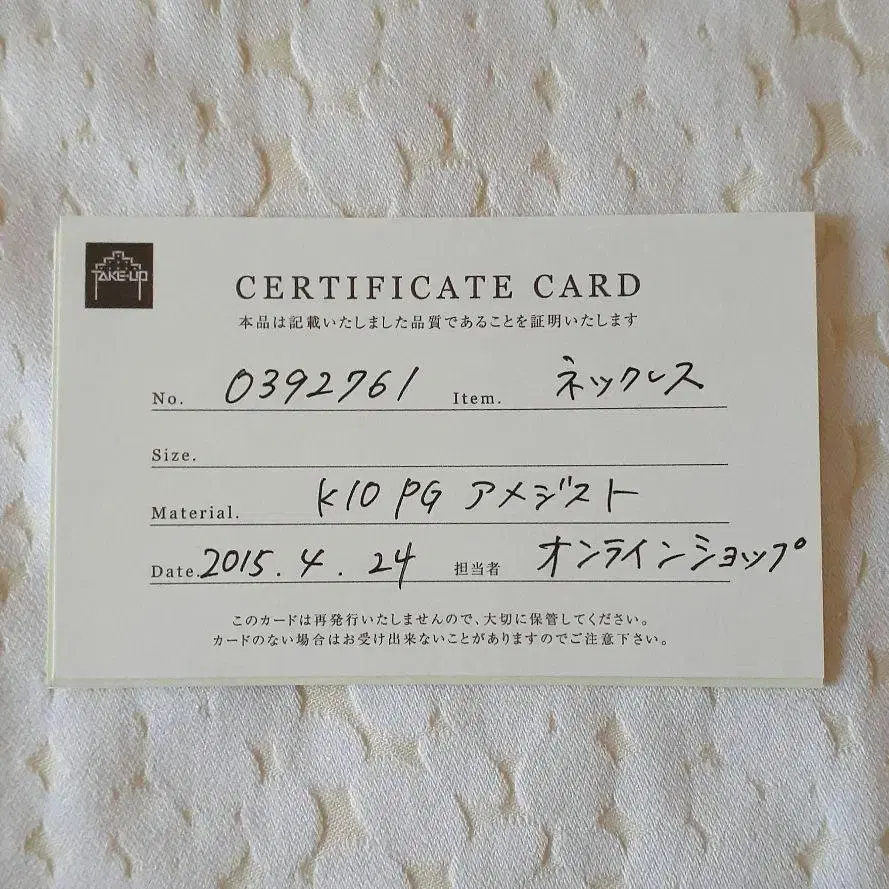 TAKE-UP
CERTIFICATE CARD
本品は記載いたしました品質であることを証明いたします
No. 0392761 Item. ネックレス
Size.
Material. K10 PG アメジスト
Date. 2015. 4. 24 担当者 オンラインショップ
このカードは再発行いたしませんので、大切に保管してください。
カードのない場合はお受け出来ないことがありますのでご注意下さい。